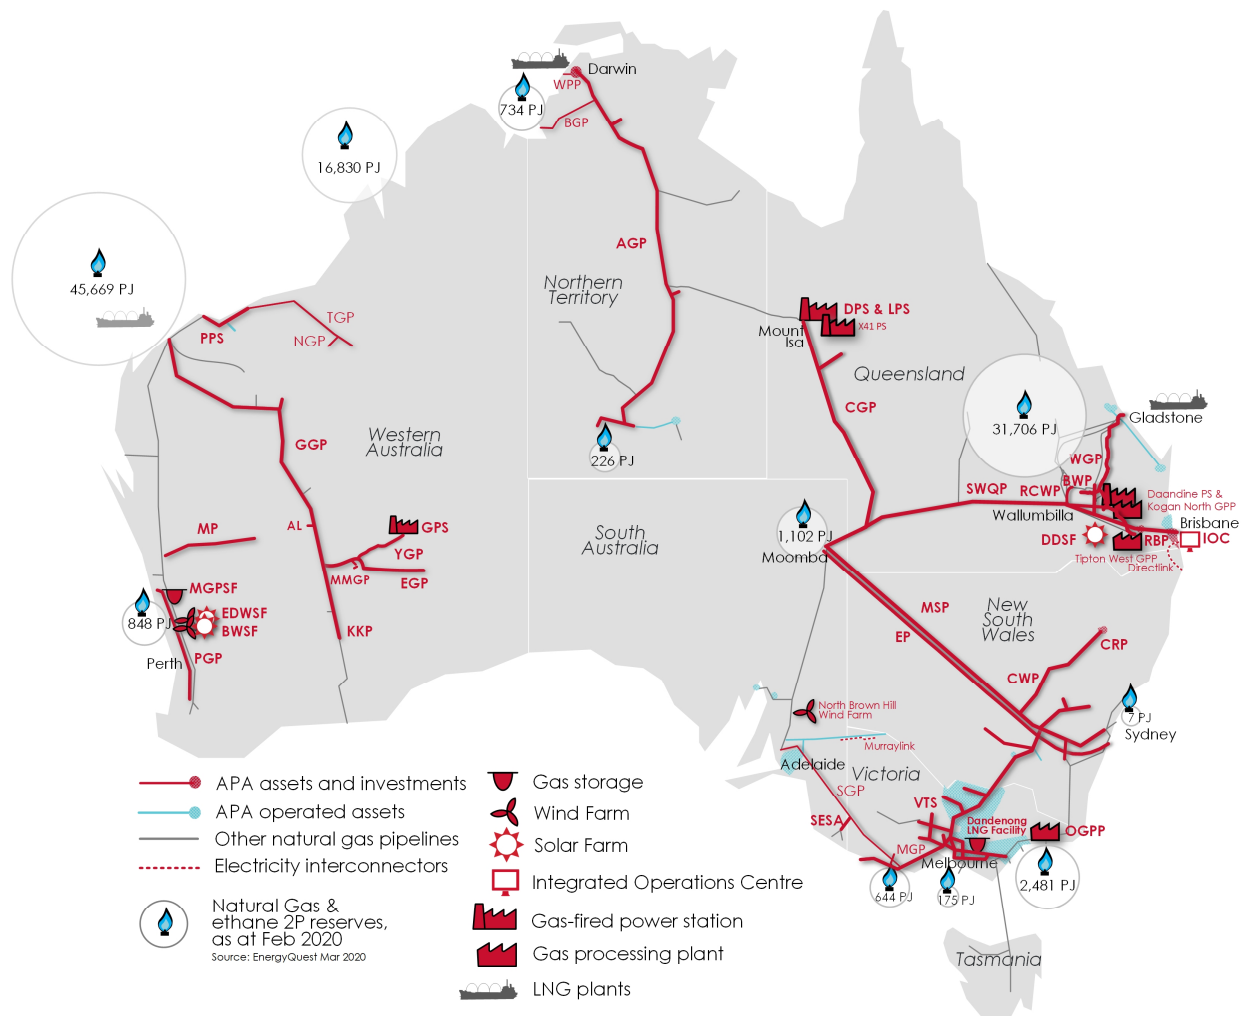 Darwin
WPP
734 PJ
BGP
16,830 PJ
AGP
45,669 PJ
Northern
Territory
TGP
PPS
NGP
DPS & LPS
X41 PS
Mount
Isa
Queensland
CGP
31,706 PJ
Gladstone
Western
Australia
GGP
226 PJ
WGP
BWP
SWQP
RCWP
Daandine PS &
Kogan North GPP
Wallumbilla
Brisbane
AL
GPS
MP
South
Australia
1,102 PJ
Moomba
DDSF
RBP
IOC
Tipton West GPP
Directlink
YGP
MMGP
EGP
MGPSF
EDWSF
BWSF
848 PJ
KKP
Perth
PGP
MSP
EP
New
South
Wales
CRP
CWP
North Brown Hill
Wind Farm
7 PJ
Sydney
Murraylink
Adelaide
Victoria
SGP
VTS
SESA
Dandenong
LNG Facility
OGPP
MGP
Melbourne
644 PJ
175 PJ
2,481 PJ
Tasmania
APA assets and investments
APA operated assets
Other natural gas pipelines
Electricity interconnectors
Natural Gas &
ethane 2P reserves,
as at Feb 2020
Source: EnergyQuest Mar 2020
Gas storage
Wind Farm
Solar Farm
Integrated Operations Centre
Gas-fired power station
Gas processing plant
LNG plants